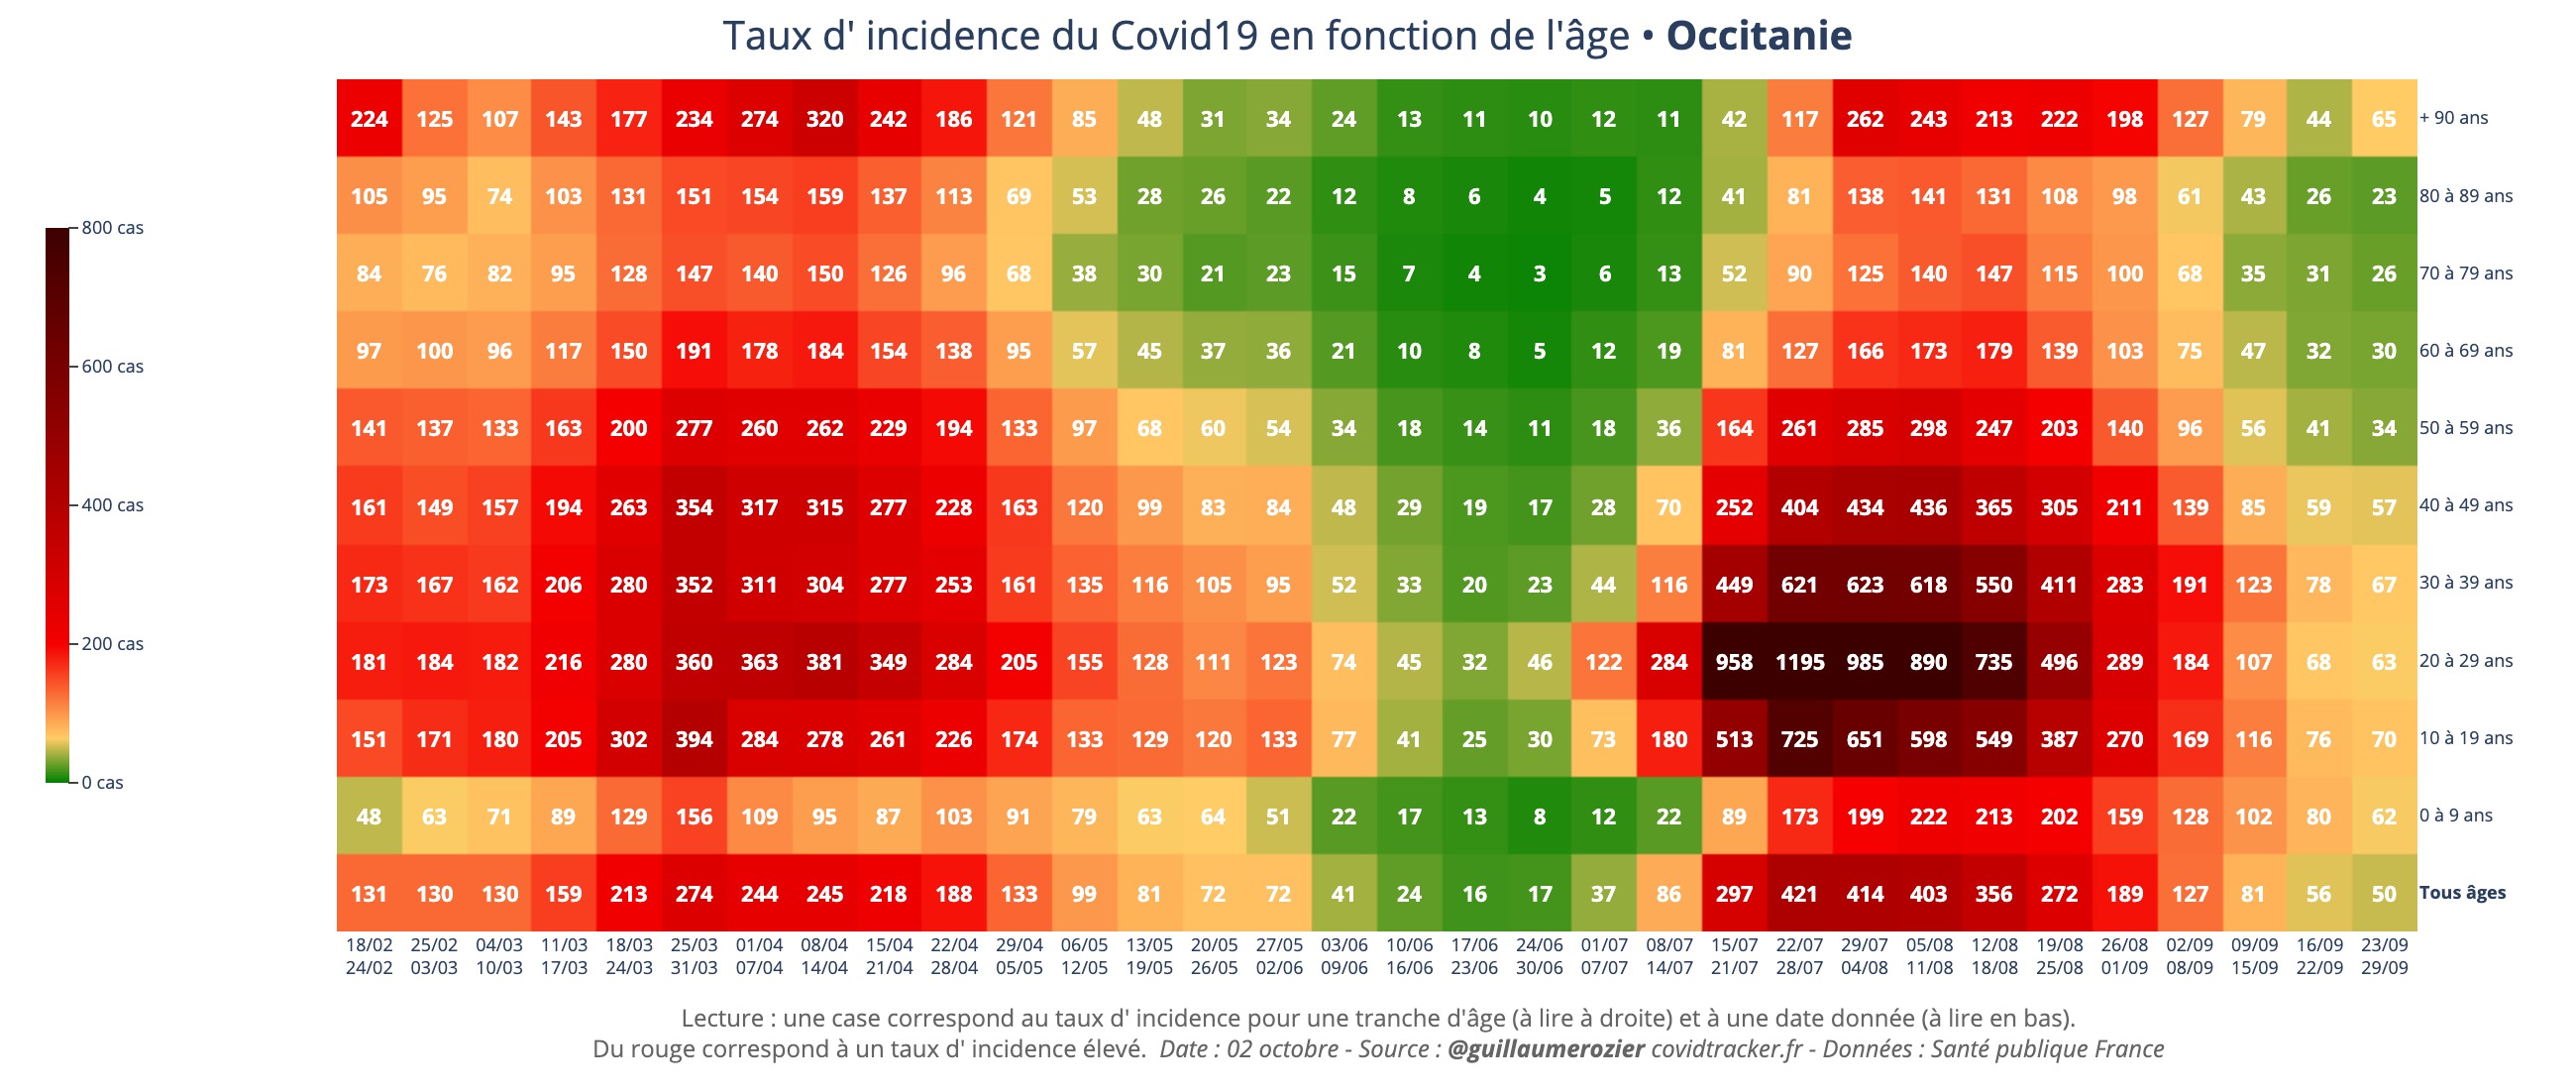 Taux d' incidence du Covid19 en fonction de l'âge • Occitanie
800 cas
600 cas
400 cas
200 cas
0 cas
224 125 107 143 177 234 274 320 242 186 121 85 48 31 34 24 13 11 10 12 11 42 117 262 243 213 222 198 127 79 44 65 + 90 ans
105 95 74 103 131 151 154 159 137 113 69 53 28 26 22 12 8 6 4 5 12 41 81 138 141 131 108 98 61 43 26 23 80 à 89 ans
84 76 82 95 128 147 140 150 126 96 68 38 30 21 23 15 7 4 3 6 13 52 90 125 140 147 115 100 68 35 31 26 70 à 79 ans
97 100 96 117 150 191 178 184 154 138 95 57 45 37 36 21 10 8 5 12 19 81 127 166 173 179 139 103 75 47 32 30 60 à 69 ans
141 137 133 163 200 277 260 262 229 194 133 97 68 60 54 34 18 14 11 18 36 164 261 285 298 247 203 140 96 56 41 34 50 à 59 ans
161 149 157 194 263 354 317 315 277 228 163 120 99 83 84 48 29 19 17 28 70 252 404 434 436 365 305 211 139 85 59 57 40 à 49 ans
173 167 162 206 280 352 311 304 277 253 161 135 116 105 95 52 33 20 23 44 116 449 621 623 618 550 411 283 191 123 78 67 30 à 39 ans
181 184 182 216 280 360 363 381 349 284 205 155 128 111 123 74 45 32 46 122 284 958 1195 985 890 735 496 289 184 107 68 63 20 à 29 ans
151 171 180 205 302 394 284 278 261 226 174 133 129 120 133 77 41 25 30 73 180 513 725 651 598 549 387 270 169 116 76 70 10 à 19 ans
48 63 71 89 129 156 109 95 87 103 91 79 63 64 51 22 17 13 8 12 22 89 173 199 222 213 202 159 128 102 80 62 0 à 9 ans
131 130 130 159 213 274 244 245 218 188 133 99 81 72 72 41 24 16 17 37 86 297 421 414 403 356 272 189 127 81 56 50 Tous âges
18/02 25/02 04/03 11/03 18/03 25/03 01/04 08/04 15/04 22/04 29/04 06/05 13/05 20/05 27/05 03/06 10/06 17/06 24/06 01/07 08/07 15/07 22/07 29/07 05/08 12/08 19/08 26/08 02/09 09/09 16/09 23/09
24/02 03/03 10/03 17/03 24/03 31/03 07/04 14/04 21/04 28/04 05/05 12/05 19/05 26/05 02/06 09/06 16/06 23/06 30/06 07/07 14/07 21/07 28/07 04/08 11/08 18/08 25/08 01/09 08/09 15/09 22/09 29/09
Lecture : une case correspond au taux d' incidence pour une tranche d'âge (à lire à droite) et à une date donnée (à lire en bas).
Du rouge correspond à un taux d' incidence élevé. Date : 02 octobre - Source : @guillaumerozier covidtracker.fr - Données : Santé publique France